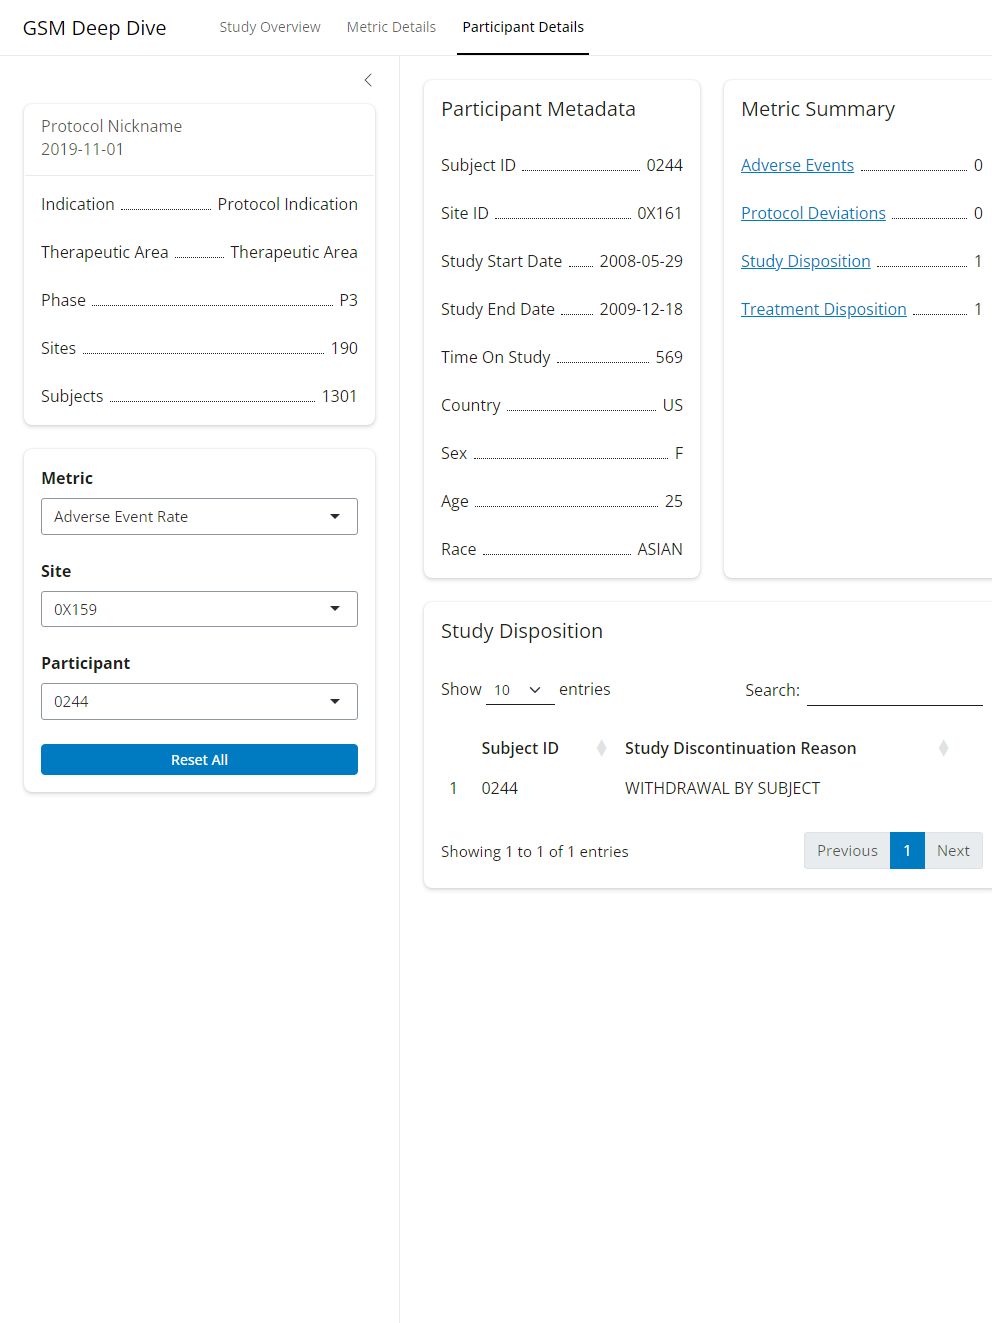 GSM Deep Dive
Study Overview
Metric Details
Participant Details
Protocol Nickname
2019-11-01
Indication Protocol Indication
Therapeutic Area Therapeutic Area
Phase P3
Sites 190
Subjects 1301
Metric
Adverse Event Rate
Site
0X159
Participant
0244
Reset All
Participant Metadata
Subject ID 0244
Site ID 0X161
Study Start Date 2008-05-29
Study End Date 2009-12-18
Time On Study 569
Country US
Sex F
Age 25
Race ASIAN
Metric Summary
Adverse Events 0
Protocol Deviations 0
Study Disposition 1
Treatment Disposition 1
Study Disposition
Show 10 entries
Search:
Subject ID Study Discontinuation Reason
1 0244 WITHDRAWAL BY SUBJECT
Showing 1 to 1 of 1 entries
Previous 1 Next